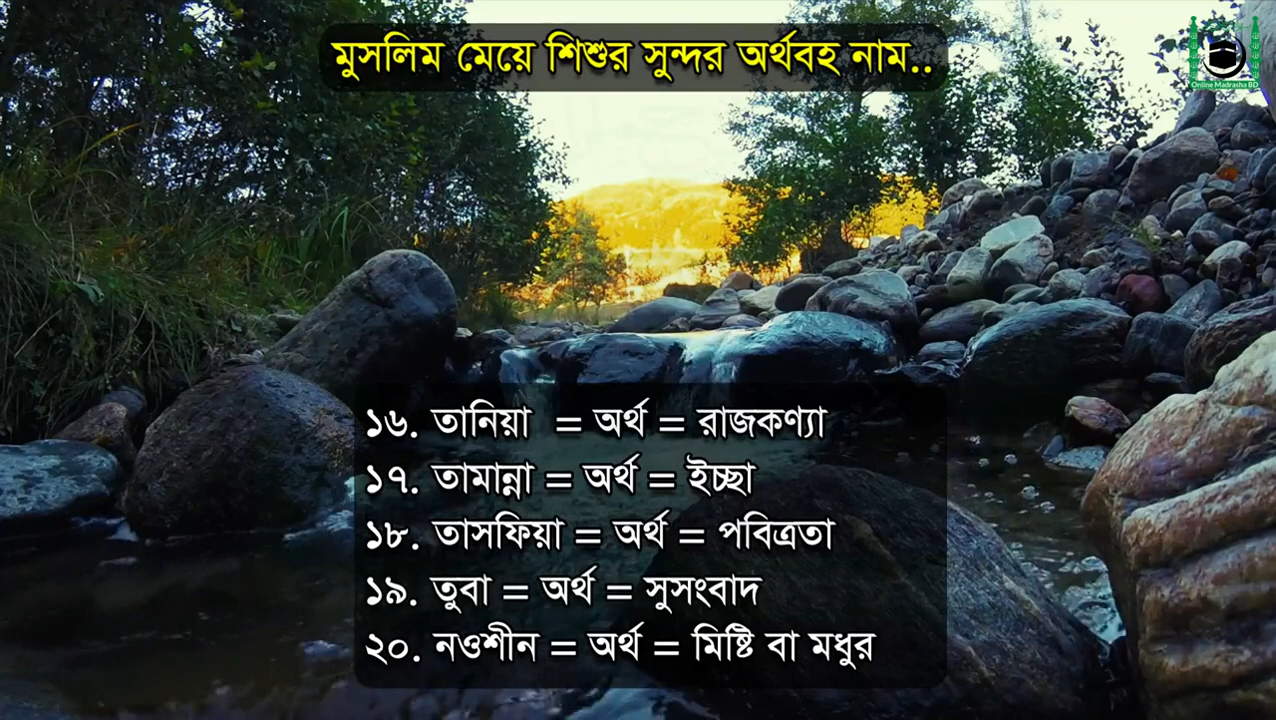 মুসলিম মেয়ে শিশুর সুন্দর অর্থবহ নাম..
Online Madrasha BD
১৬. তানিয়া = অর্থ = রাজকণ্যা
১৭. তামান্না = অর্থ = ইচ্ছা
১৮. তাসফিয়া = অর্থ = পবিত্রতা
১৯. তুবা = অর্থ = সুসংবাদ
২০. নওশীন = অর্থ = মিষ্টি বা মধুর